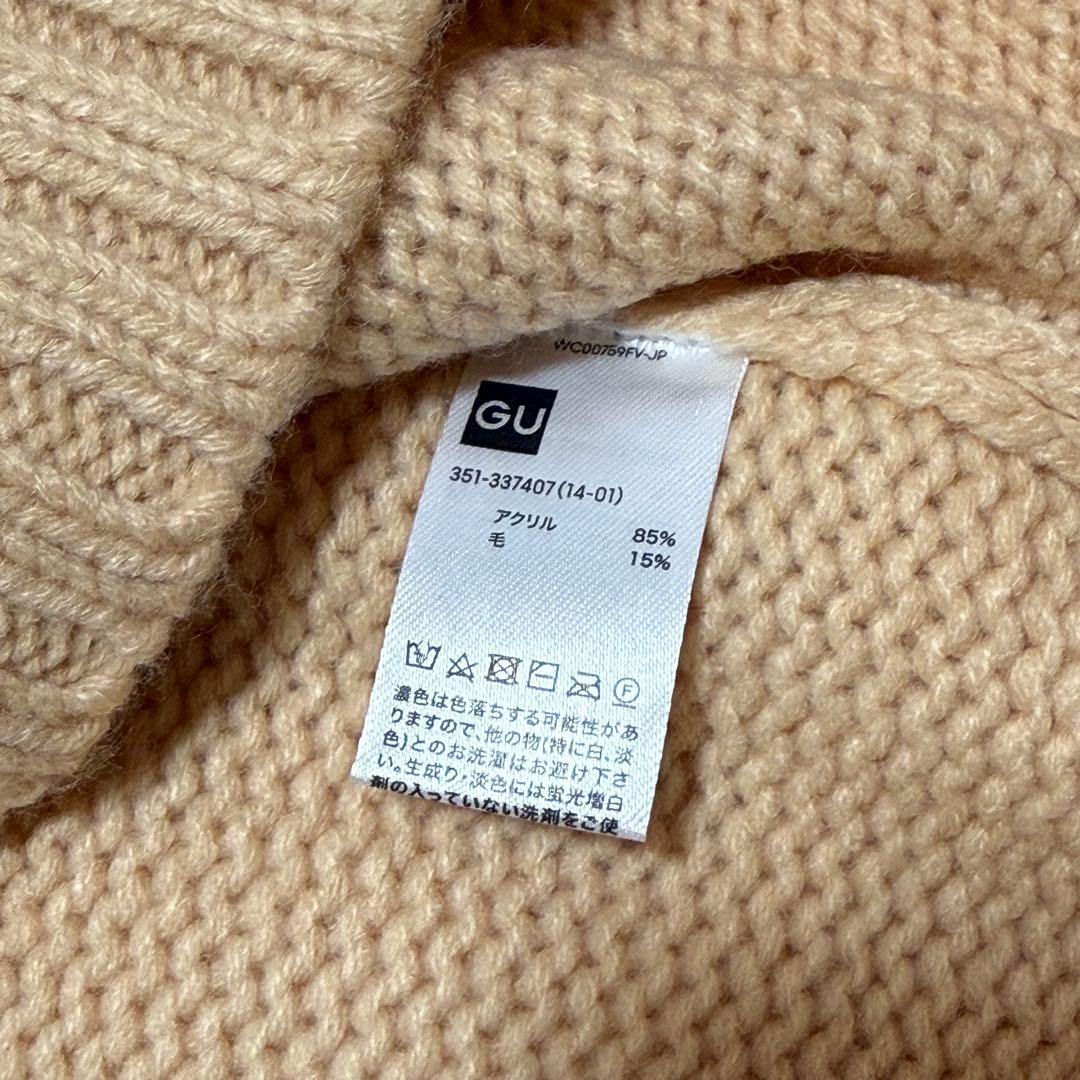 WC00759FV-JP
GU
351-337407(14-01)
アクリル 85%
毛 15%
F
濃色は色落ちする可能性があ
りますので、他の物(特に白、淡
色)とのお洗濯はお避け下さ
い。生成り・淡色には蛍光増白
剤の入っていない洗剤をご使